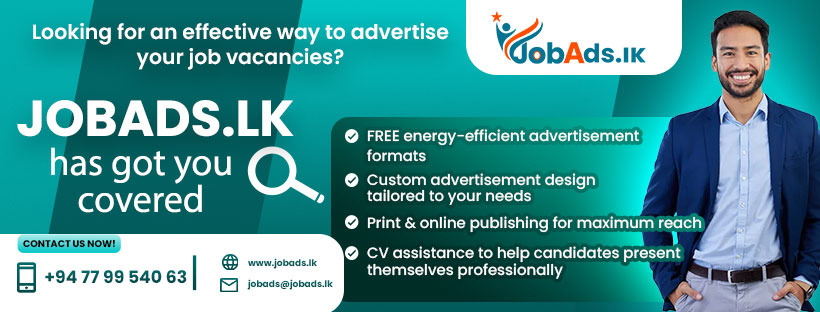 Looking for an effective way to advertise
your job vacancies?
JobAds.lk
JOBADS.LK
has got you
covered
FREE energy-efficient advertisement
formats
Custom advertisement design
tailored to your needs
Print & online publishing for maximum reach
CV assistance to help candidates present
themselves professionally
CONTACT US NOW!
+94 77 99 540 63
www.jobads.lk
jobads@jobads.lk